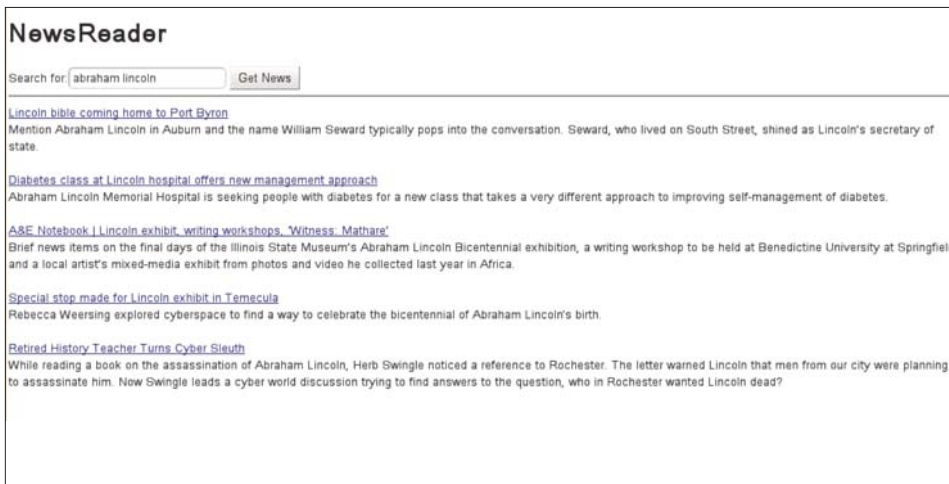 NewsReader
Search for: abraham lincoln Get News
Lincoln bible coming home to Port Byron
Mention Abraham Lincoln in Auburn and the name William Seward typically pops into the conversation. Seward, who lived on South Street, shined as Lincoln's secretary of
state.
Diabetes class at Lincoln hospital offers new management approach
Abraham Lincoln Memorial Hospital is seeking people with diabetes for a new class that takes a very different approach to improving self-management of diabetes.
A&E Notebook | Lincoln exhibit, writing workshops, 'Witness: Mathare'
Brief news items on the final days of the Illinois State Museum's Abraham Lincoln Bicentennial exhibition, a writing workshop to be held at Benedictine University at Springfiel
and a local artist's mixed-media exhibit from photos and video he collected last year in Africa.
Special stop made for Lincoln exhibit in Temecula
Rebecca Weersing explored cyberspace to find a way to celebrate the bicentennial of Abraham Lincoln's birth.
Retired History Teacher Turns Cyber Sleuth
While reading a book on the assassination of Abraham Lincoln, Herb Swingle noticed a reference to Rochester. The letter warned Lincoln that men from our city were planning
to assassinate him. Now Swingle leads a cyber world discussion trying to find answers to the question, who in Rochester wanted Lincoln dead?